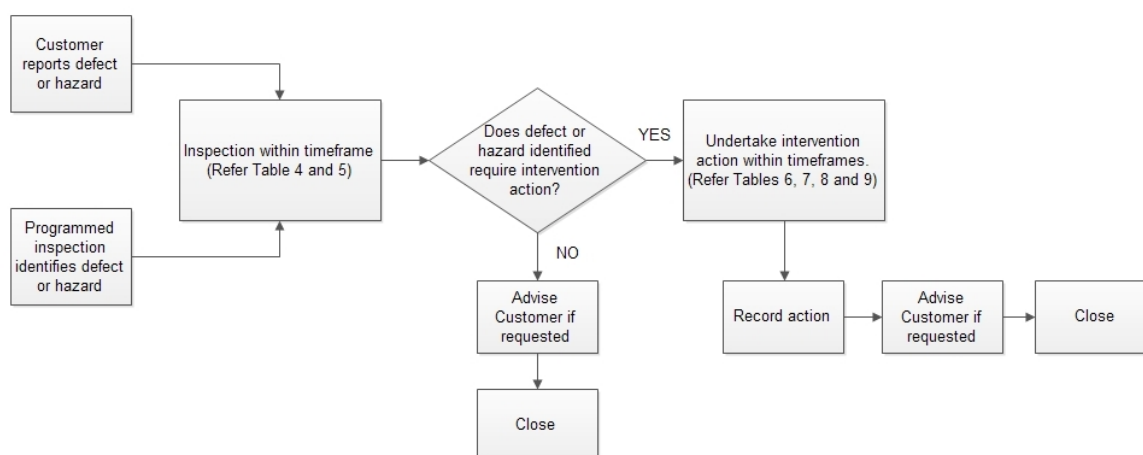 Customer
reports defect
or hazard
Inspection within timeframe
(Refer Table 4 and 5)
Programmed
inspection
identifies defect
or hazard
Does defect or
hazard identified
require intervention
action?
YES
NO
Undertake intervention
action within timeframes.
(Refer Tables 6, 7, 8 and 9)
Advise
Customer if
requested
Close
Record action
Advise
Customer if
requested
Close